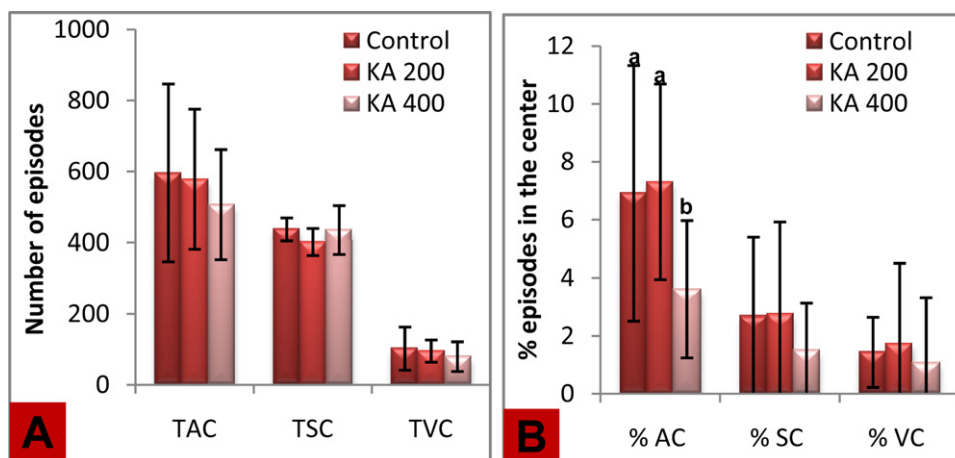 1000
800
600
400
200
0
Number of episodes
Control
KA 200
KA 400
TAC TSC TVC
A
12
10
8
6
4
2
0
% episodes in the center
Control
KA 200
KA 400
a a
b
% AC % SC % VC
B